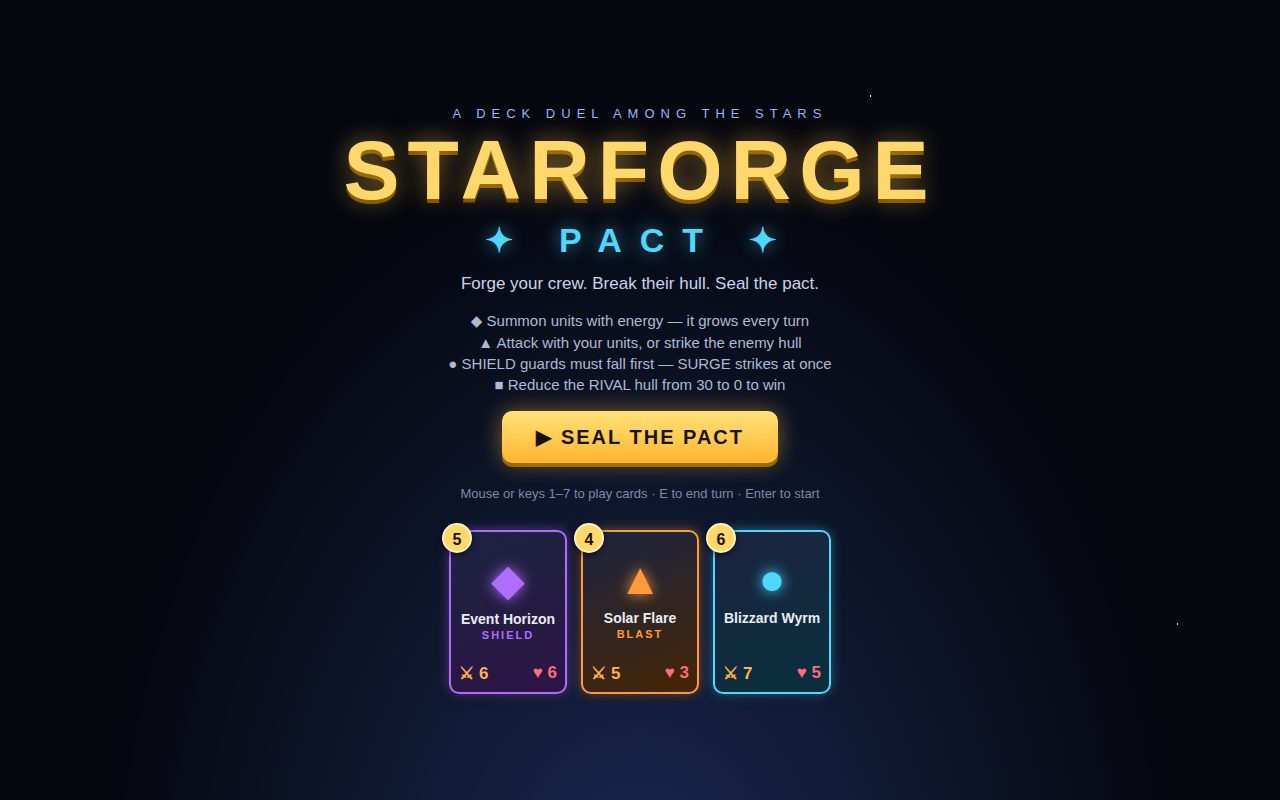 A DECK DUEL AMONG THE STARS
STARFORGE
✦ PACT ✦
Forge your crew. Break their hull. Seal the pact.
◆ Summon units with energy — it grows every turn
▲ Attack with your units, or strike the enemy hull
● SHIELD guards must fall first — SURGE strikes at once
■ Reduce the RIVAL hull from 30 to 0 to win
▶ SEAL THE PACT
Mouse or keys 1–7 to play cards · E to end turn · Enter to start
5
◆
Event Horizon
SHIELD
⚔ 6 ♥ 6
4
▲
Solar Flare
BLAST
⚔ 5 ♥ 3
6
●
Blizzard Wyrm
⚔ 7 ♥ 5